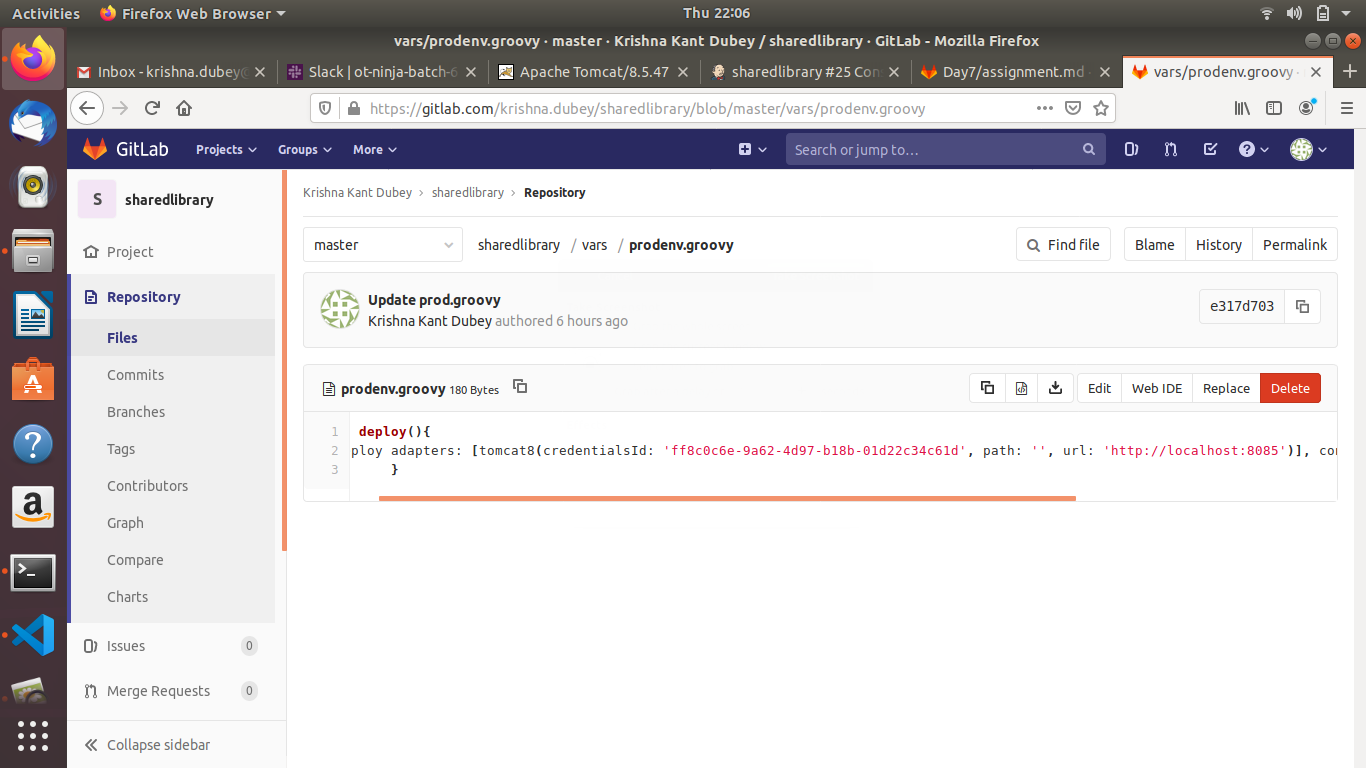 Activities Firefox Web Browser Thu 22:06
vars/prodenv.groovy · master · Krishna Kant Dubey / sharedlibrary · GitLab - Mozilla Firefox
Inbox - krishna.dubey@ Slack | ot-ninja-batch-6 Apache Tomcat/8.5.47 sharedlibrary #25 Con Day7/assignment.md · vars/prodenv.groovy ·
https://gitlab.com/krishna.dubey/sharedlibrary/blob/master/vars/prodenv.groovy
GitLab Projects Groups More Search or jump to…
S sharedlibrary
Project
Repository
Files
Commits
Branches
Tags
Contributors
Graph
Compare
Charts
Issues 0
Merge Requests 0
Collapse sidebar
Krishna Kant Dubey › sharedlibrary › Repository
master sharedlibrary / vars / prodenv.groovy Find file Blame History Permalink
Update prod.groovy
Krishna Kant Dubey authored 6 hours ago e317d703
prodenv.groovy 180 Bytes Edit Web IDE Replace Delete
1 deploy(){
2 ploy adapters: [tomcat8(credentialsId: 'ff8c0c6e-9a62-4d97-b18b-01d22c34c61d', path: '', url: 'http://localhost:8085')], con
3 }